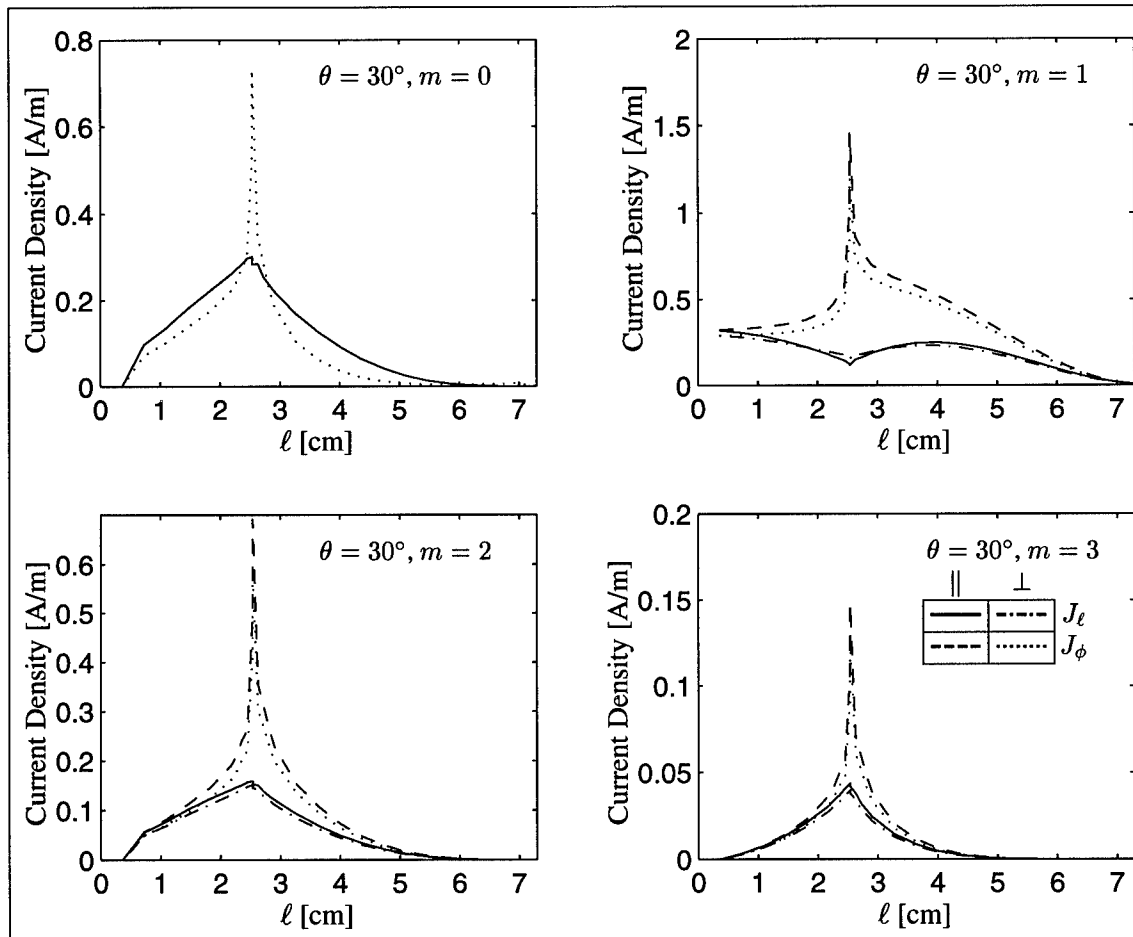 θ = 30°, m = 0
Current Density [A/m]
0.8
0.6
0.4
0.2
0
0 1 2 3 4 5 6 7
ℓ [cm]
θ = 30°, m = 1
Current Density [A/m]
2
1.5
1
0.5
0
0 1 2 3 4 5 6 7
ℓ [cm]
θ = 30°, m = 2
Current Density [A/m]
0.6
0.5
0.4
0.3
0.2
0.1
0
0 1 2 3 4 5 6 7
ℓ [cm]
θ = 30°, m = 3
|| ⊥
J_ℓ
J_ϕ
Current Density [A/m]
0.2
0.15
0.1
0.05
0
0 1 2 3 4 5 6 7
ℓ [cm]